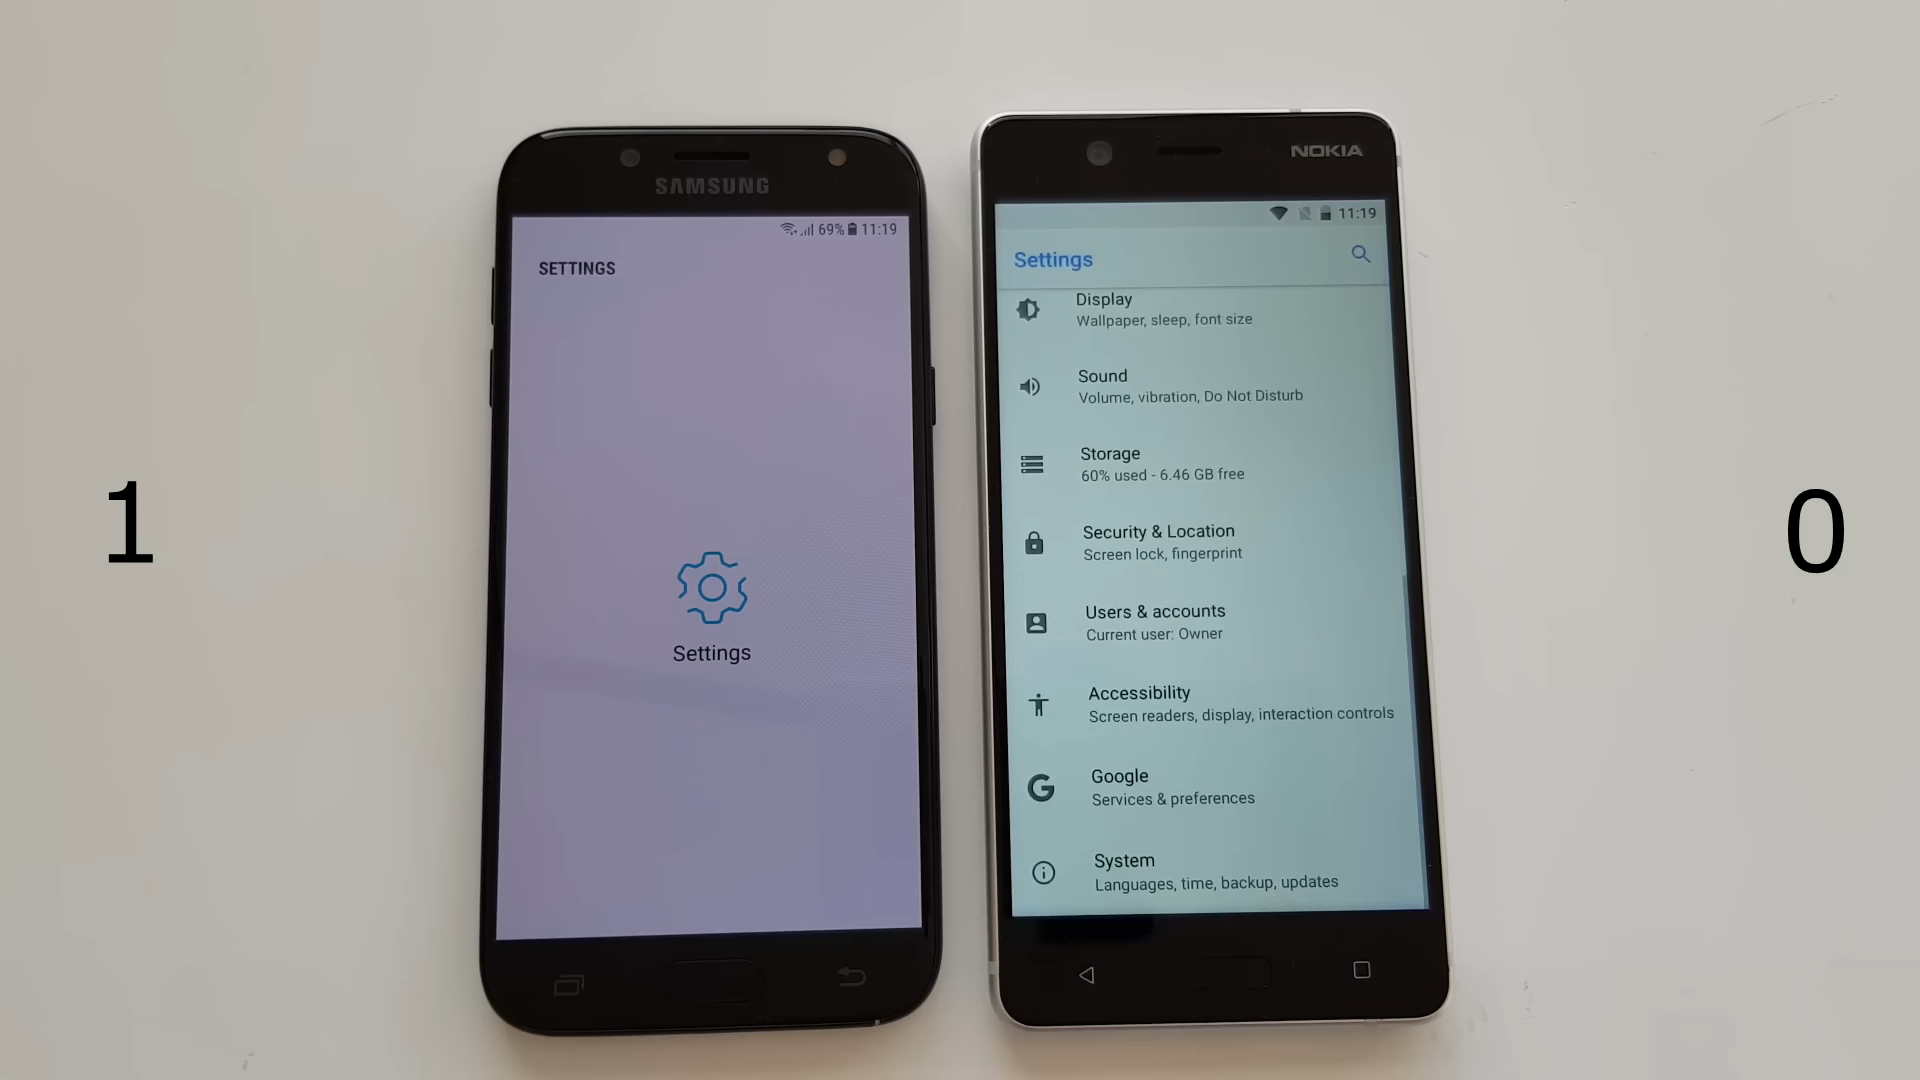 SAMSUNG
69% 11:19
SETTINGS
Settings
NOKIA
11:19
Settings
Display
Wallpaper, sleep, font size
Sound
Volume, vibration, Do Not Disturb
Storage
60% used - 6.46 GB free
Security & Location
Screen lock, fingerprint
Users & accounts
Current user: Owner
Accessibility
Screen readers, display, interaction controls
Google
Services & preferences
System
Languages, time, backup, updates
1
0